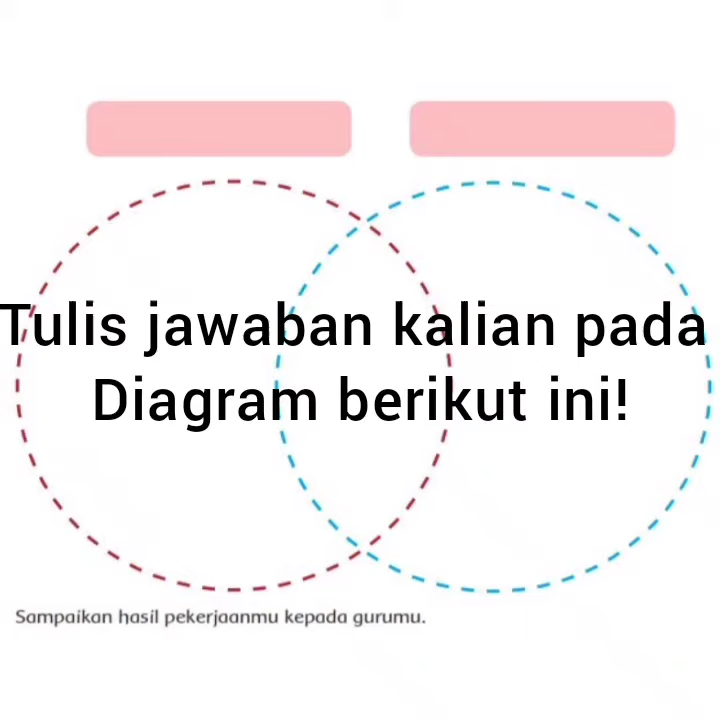 Tulis jawaban kalian pada
Diagram berikut ini!
Sampaikan hasil pekerjaanmu kepada gurumu.